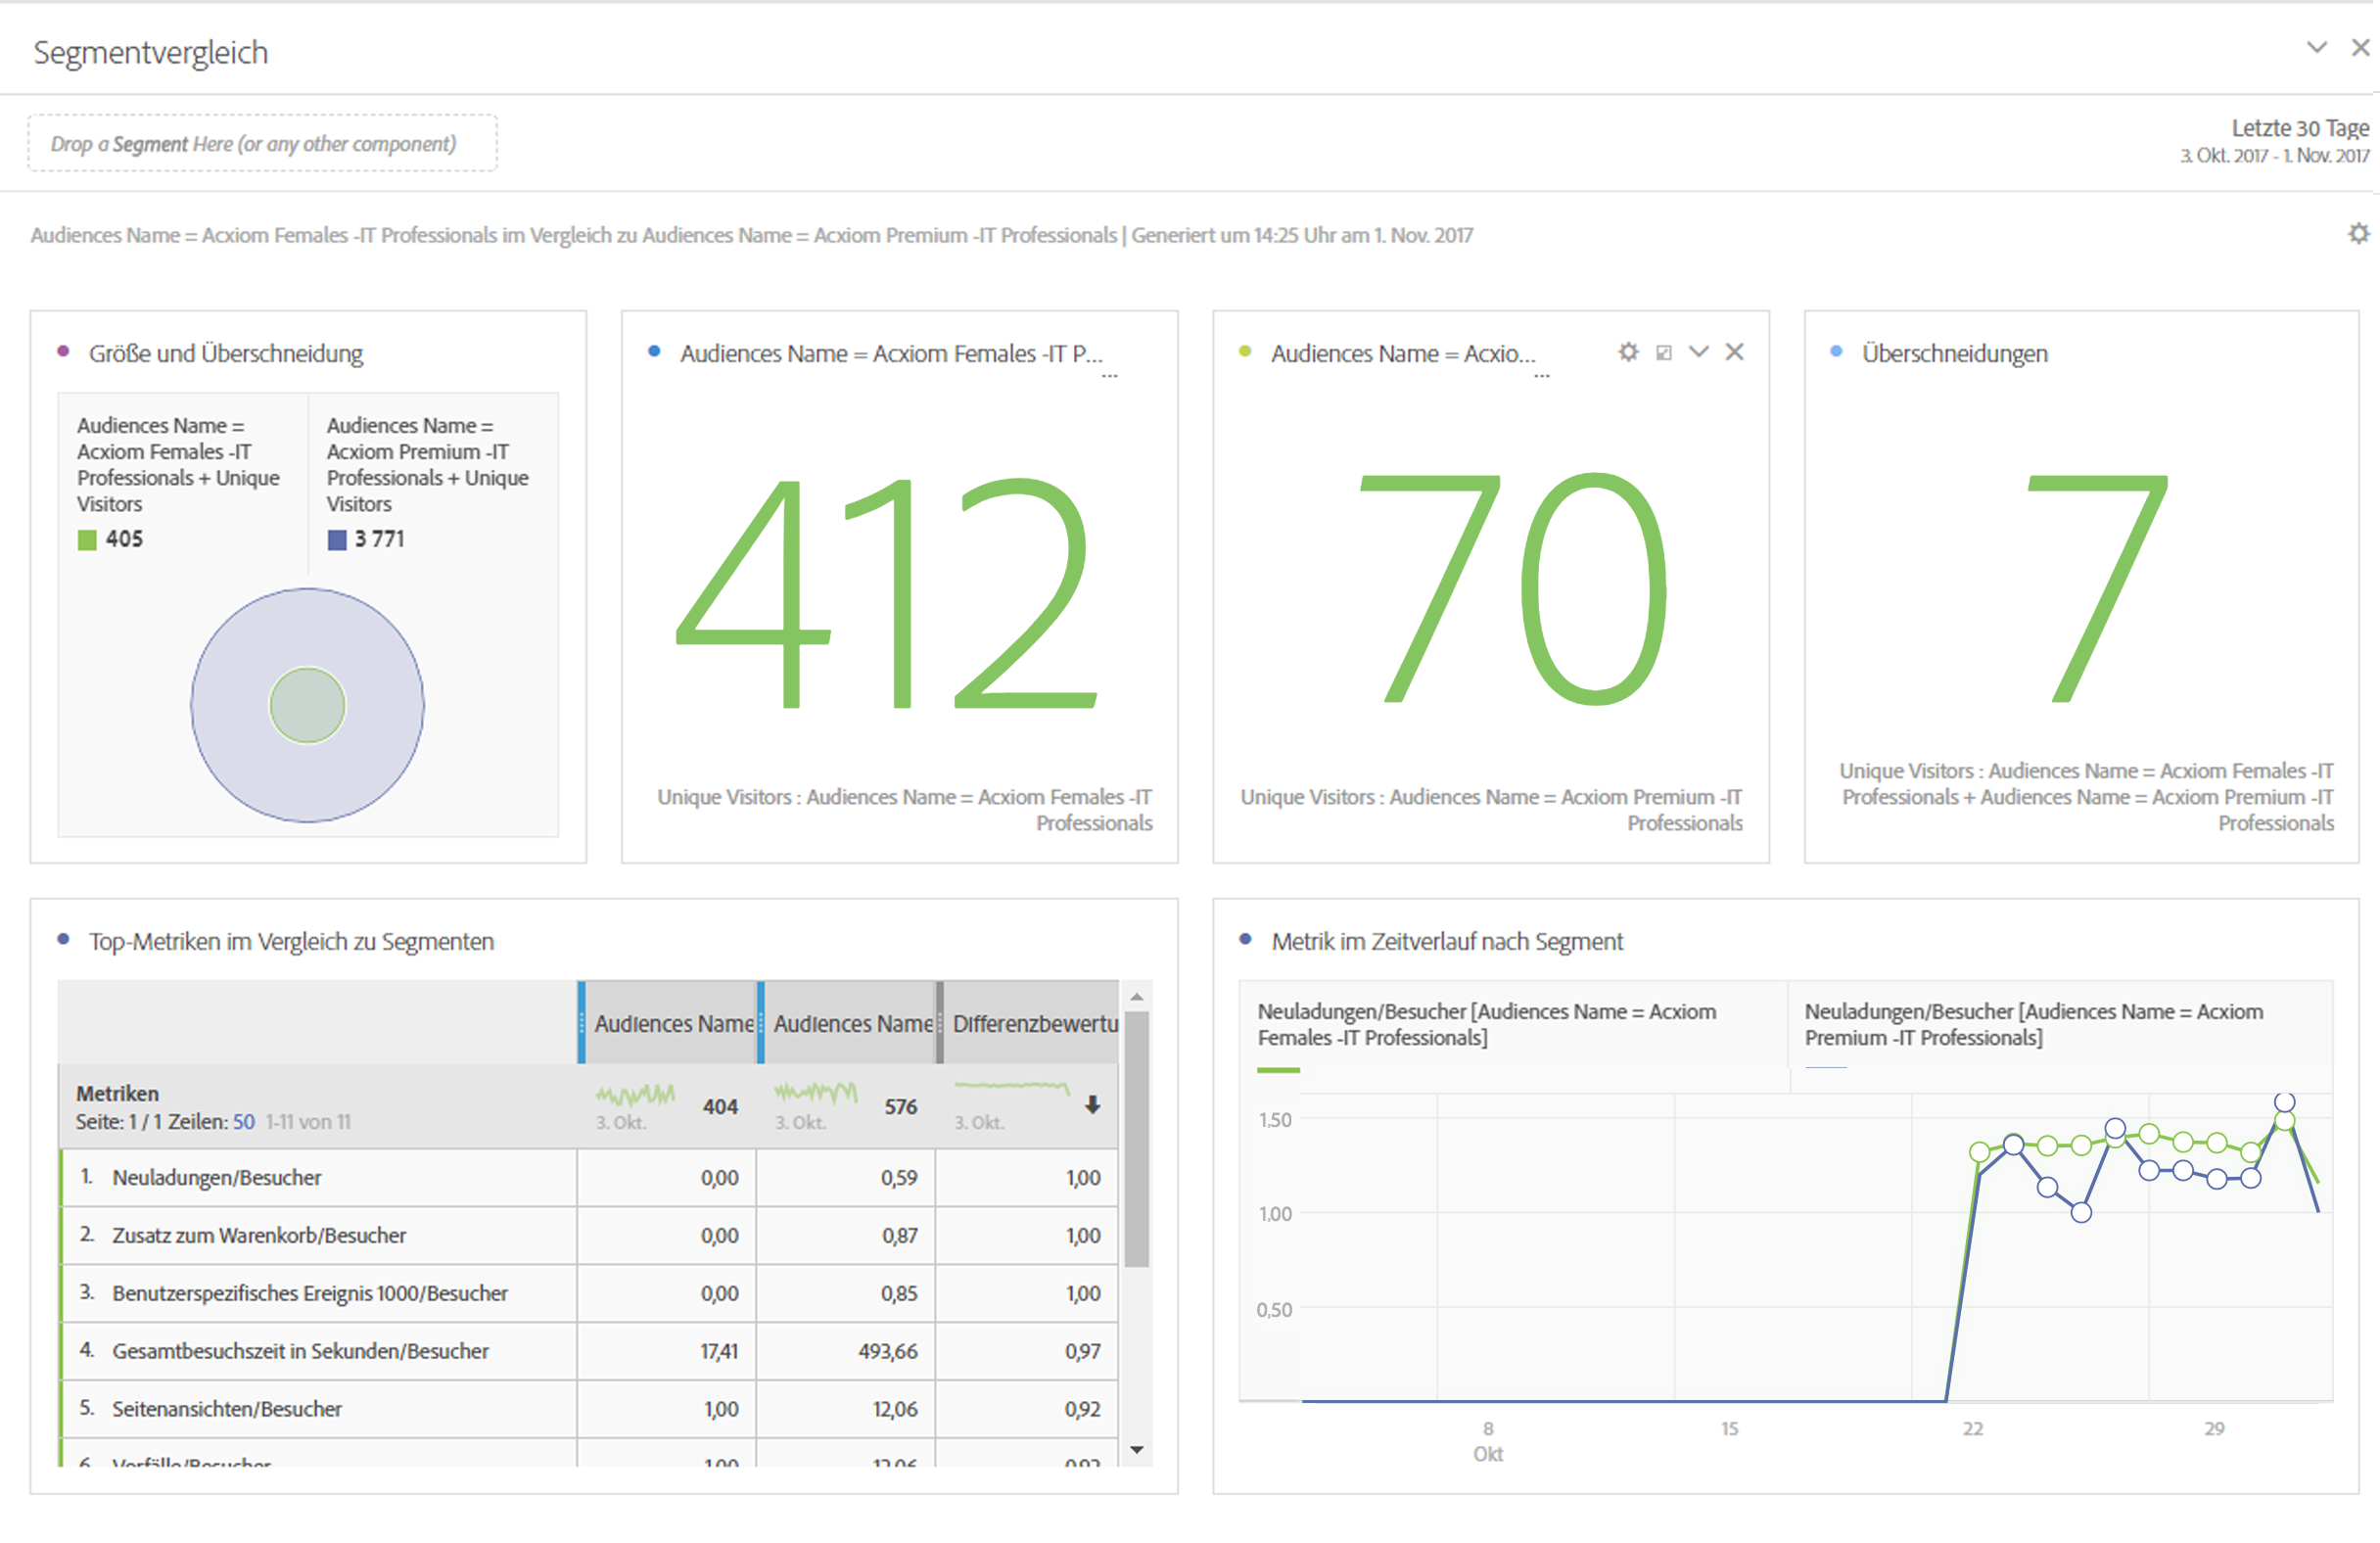 Segmentvergleich
Drop a Segment Here (or any other component)
Letzte 30 Tage
3. Okt. 2017 - 1. Nov. 2017
Audiences Name = Acxiom Females -IT Professionals im Vergleich zu Audiences Name = Acxiom Premium -IT Professionals | Generiert um 14:25 Uhr am 1. Nov. 2017
Größe und Überschneidung
Audiences Name =
Acxiom Females -IT
Professionals + Unique
Visitors
405
Audiences Name =
Acxiom Premium -IT
Professionals + Unique
Visitors
3 771
Audiences Name = Acxiom Females -IT P...
...
412
Unique Visitors : Audiences Name = Acxiom Females -IT
Professionals
Audiences Name = Acxio...
...
70
Unique Visitors : Audiences Name = Acxiom Premium -IT
Professionals
Überschneidungen
7
Unique Visitors : Audiences Name = Acxiom Females -IT
Professionals + Audiences Name = Acxiom Premium -IT
Professionals
Top-Metriken im Vergleich zu Segmenten
Audiences Name Audiences Name Differenzbewertu
Metriken
Seite: 1 / 1 Zeilen: 50 1-11 von 11
3. Okt. 404 3. Okt. 576 3. Okt.
1. Neuladungen/Besucher 0,00 0,59 1,00
2. Zusatz zum Warenkorb/Besucher 0,00 0,87 1,00
3. Benutzerspezifisches Ereignis 1000/Besucher 0,00 0,85 1,00
4. Gesamtbesuchszeit in Sekunden/Besucher 17,41 493,66 0,97
5. Seitenansichten/Besucher 1,00 12,06 0,92
6. Vorfälle/Besucher 1,00 12,06 0,92
Metrik im Zeitverlauf nach Segment
Neuladungen/Besucher [Audiences Name = Acxiom
Females -IT Professionals]
Neuladungen/Besucher [Audiences Name = Acxiom
Premium -IT Professionals]
1,50
1,00
0,50
8 15 22 29
Okt